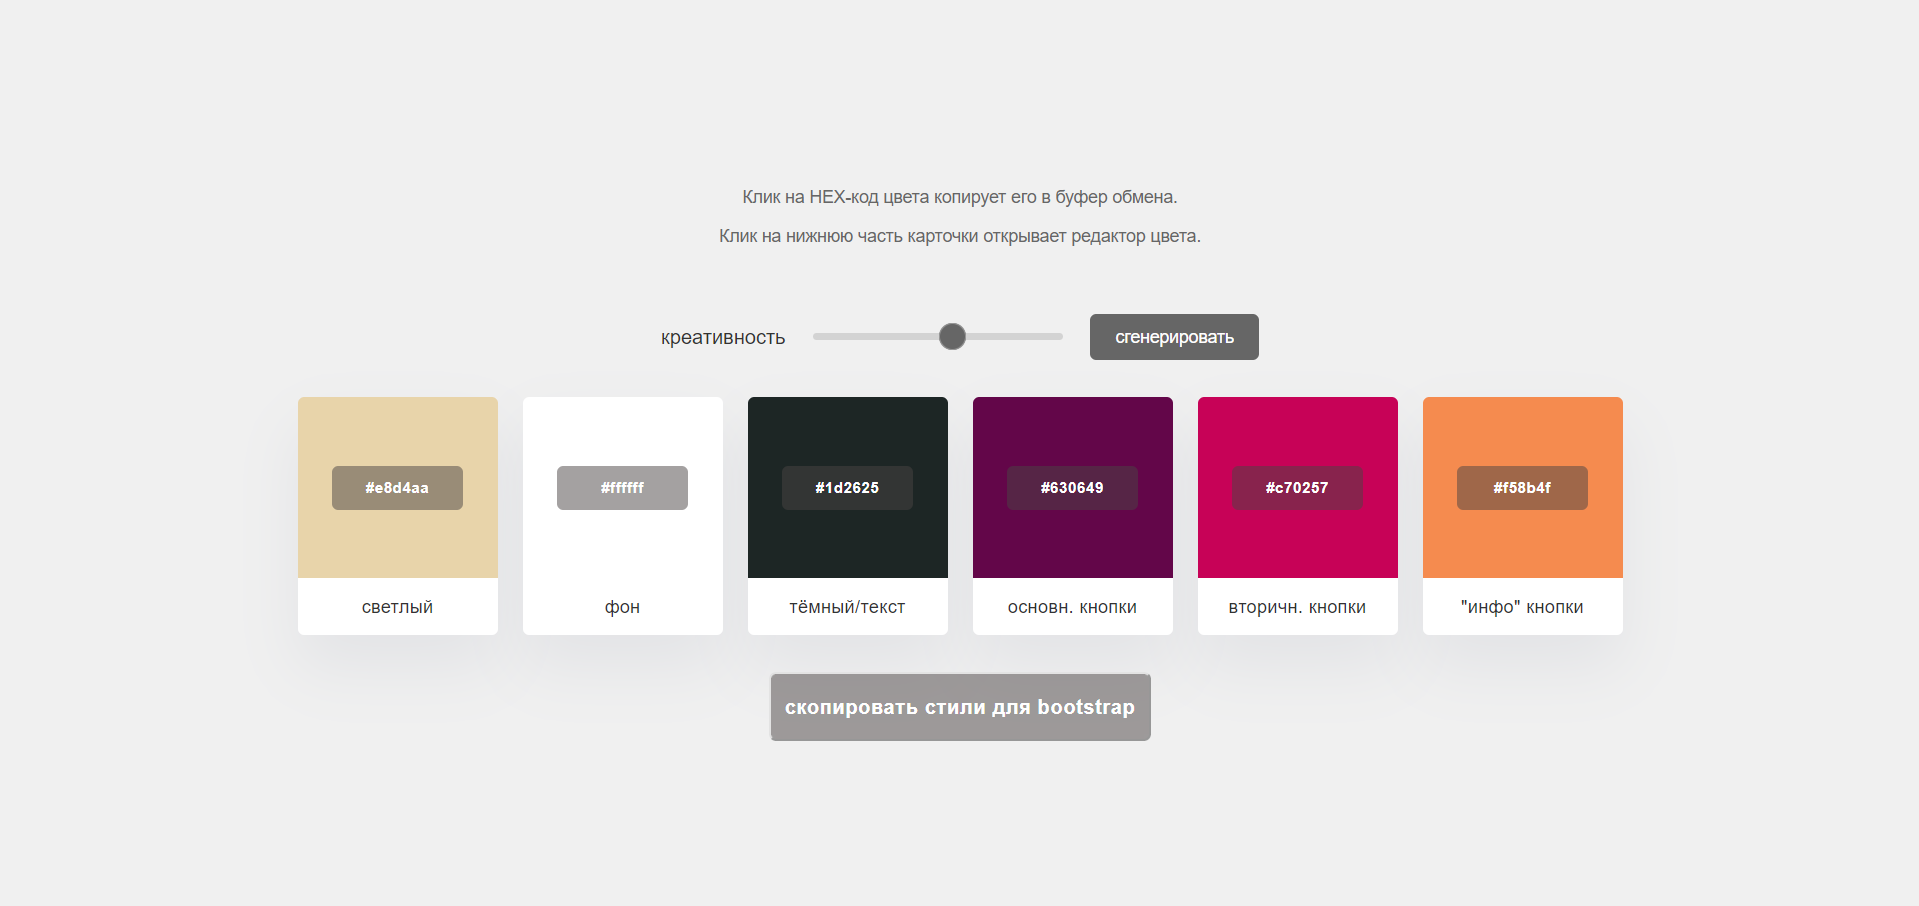 Клик на HEX-код цвета копирует его в буфер обмена.
Клик на нижнюю часть карточки открывает редактор цвета.
креативность
сгенерировать
#e8d4aa
#ffffff
#1d2625
#630649
#c70257
#f58b4f
светлый
фон
тёмный/текст
основн. кнопки
вторичн. кнопки
"инфо" кнопки
скопировать стили для bootstrap